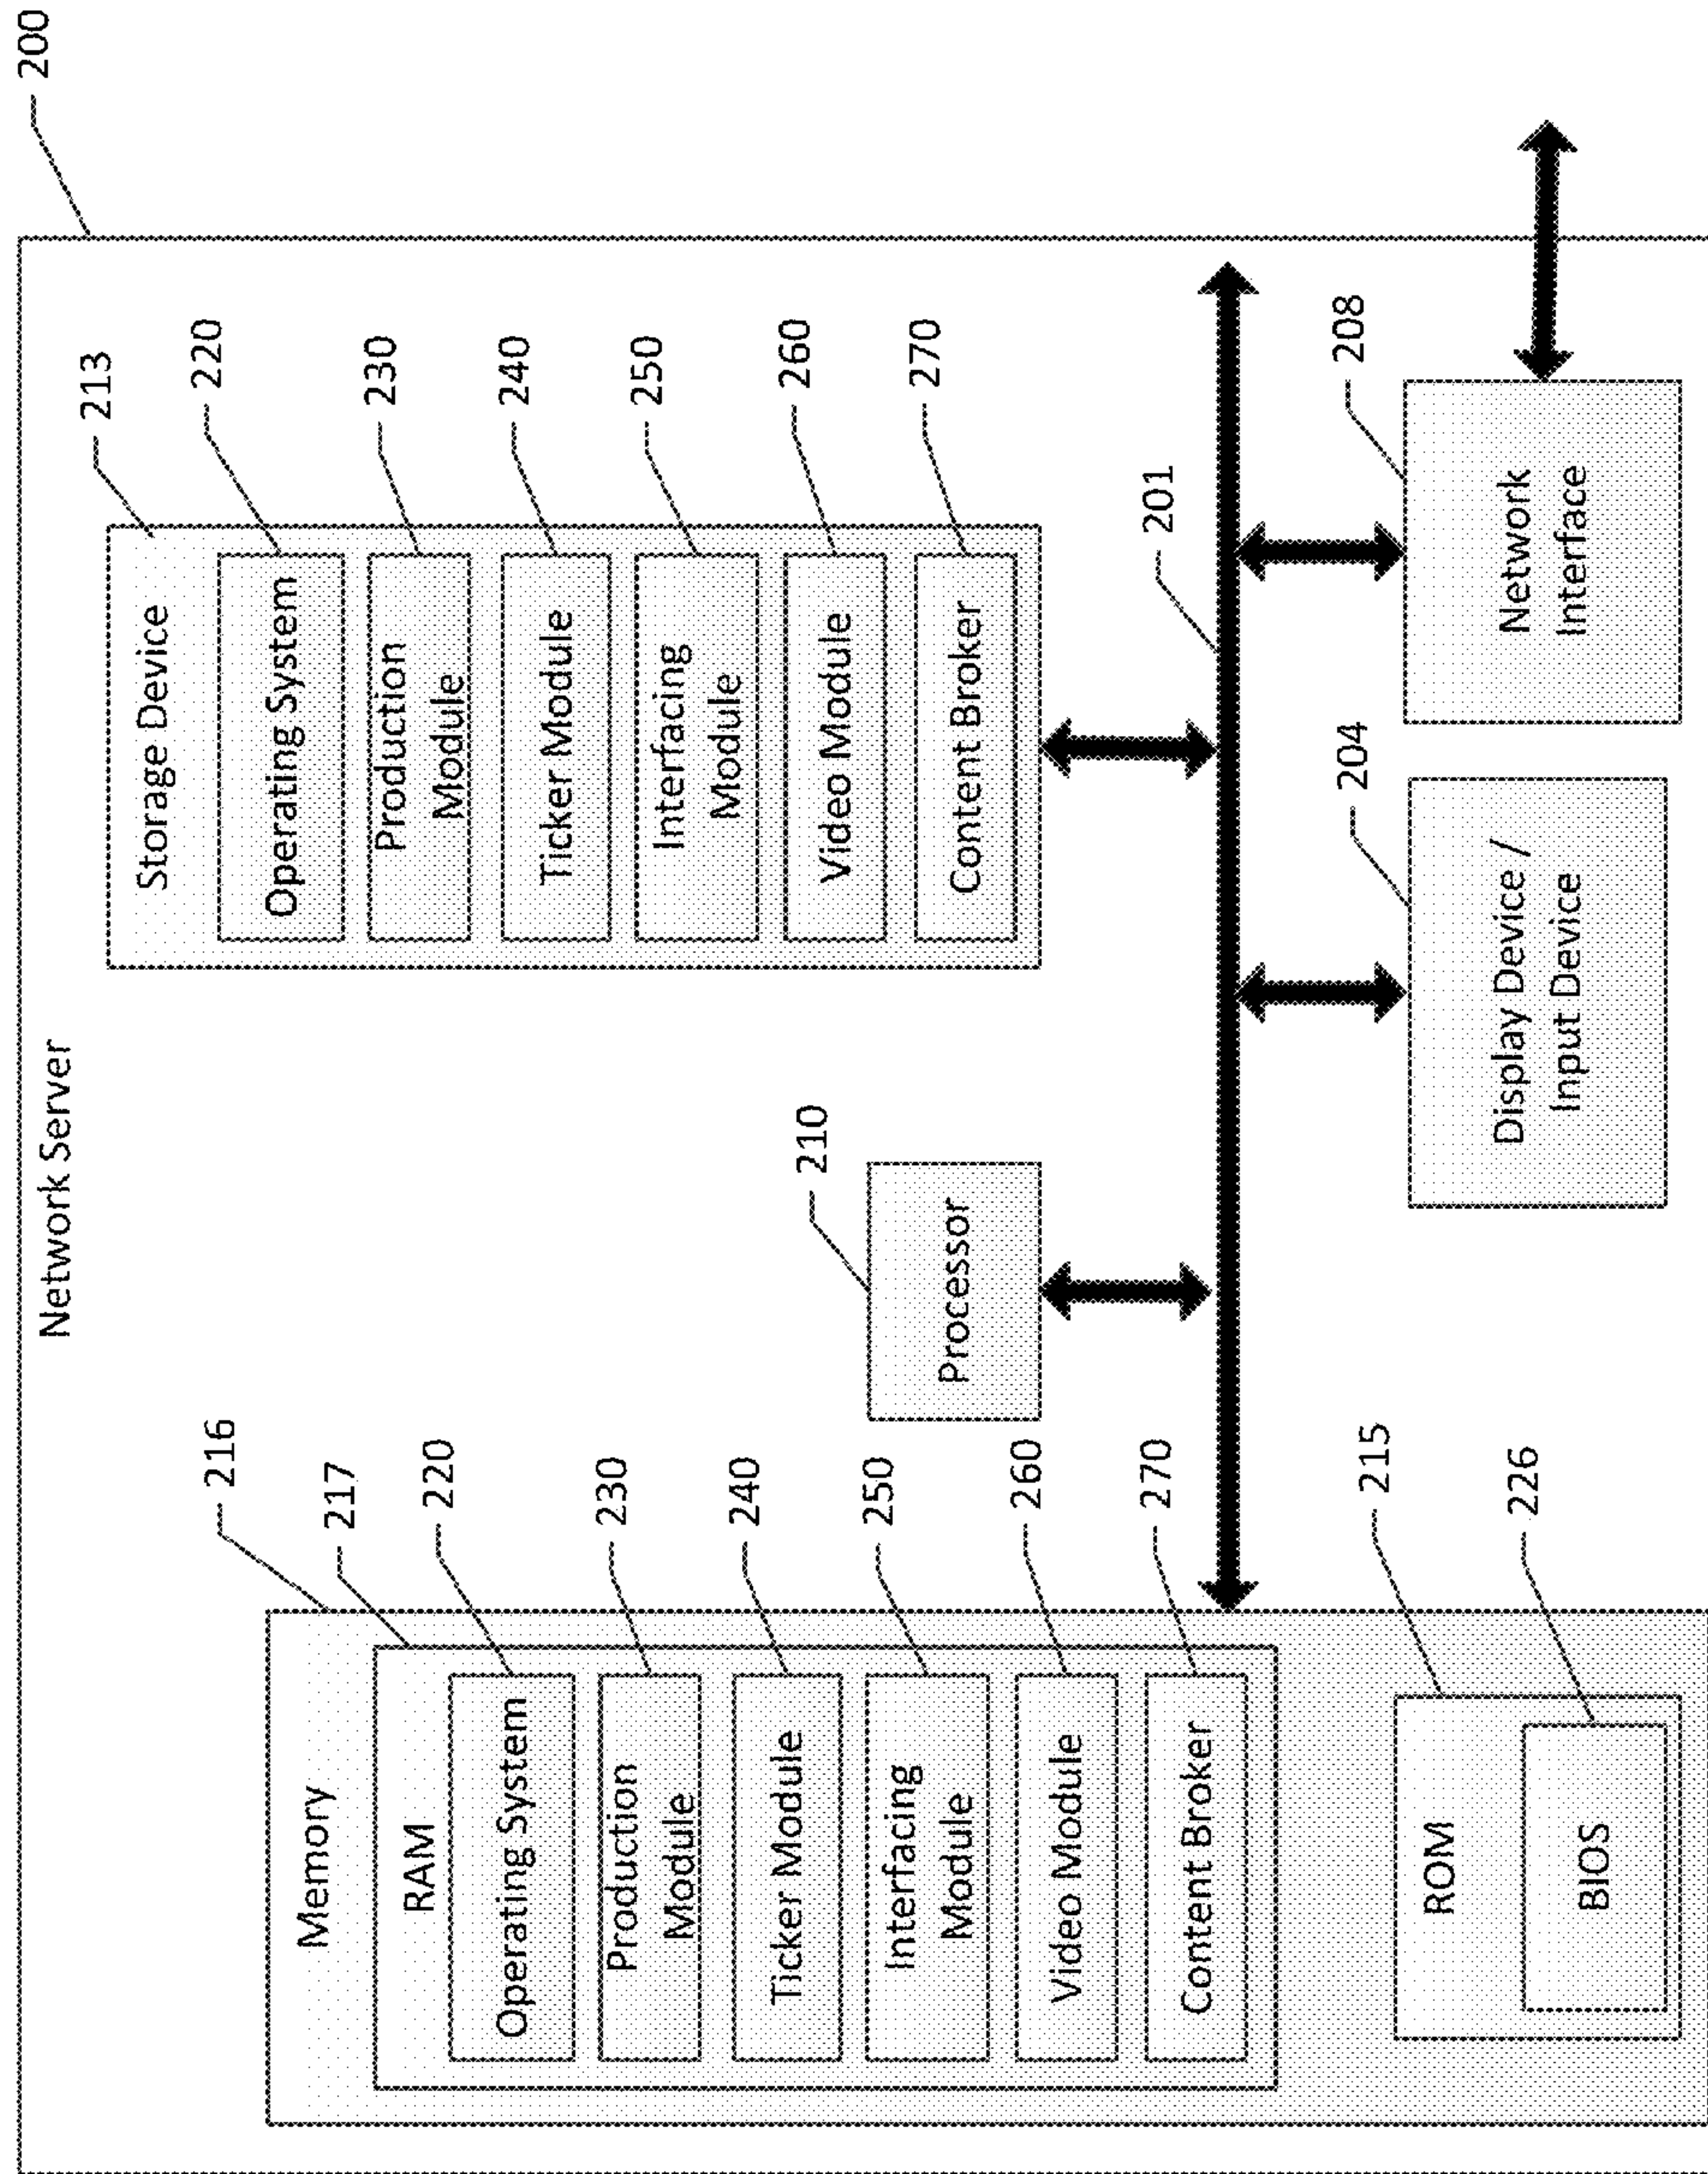 200
Network Server
216
Memory
217
RAM
220
Operating System
230
Production
Module
240
Ticker Module
250
Interfacing
Module
260
Video Module
270
Content Broker
215
ROM
226
BIOS
210
Processor
213
Storage Device
220
Operating System
230
Production
Module
240
Ticker Module
250
Interfacing
Module
260
Video Module
270
Content Broker
201
204
Display Device /
Input Device
208
Network
Interface